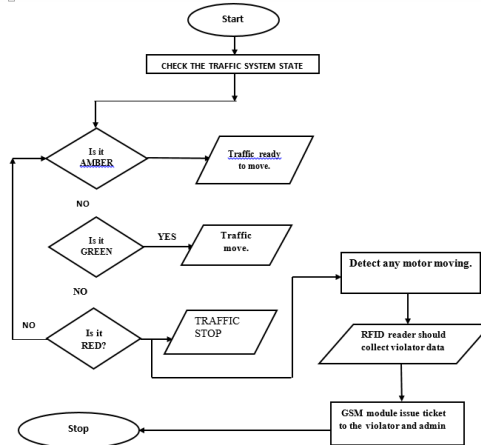 Start
CHECK THE TRAFFIC SYSTEM STATE
Is it
AMBER
Traffic ready
to move.
NO
Is it
GREEN
YES
Traffic
move.
NO
Detect any motor moving.
NO
Is it
RED?
TRAFFIC
STOP
RFID reader should
collect violator data
GSM module issue ticket
to the violator and admin
Stop